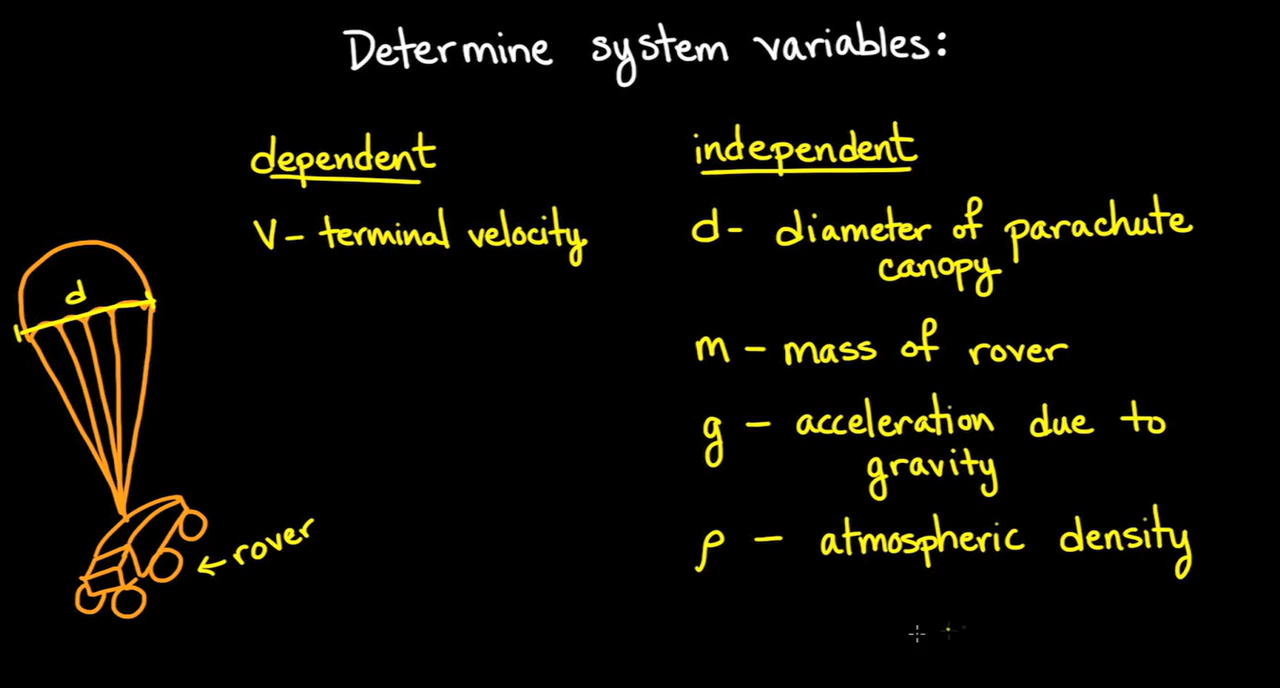 Determine system variables:
dependent
V - terminal velocity
independent
d - diameter of parachute
canopy
m - mass of rover
g - acceleration due to
gravity
ρ - atmospheric density
d
rover